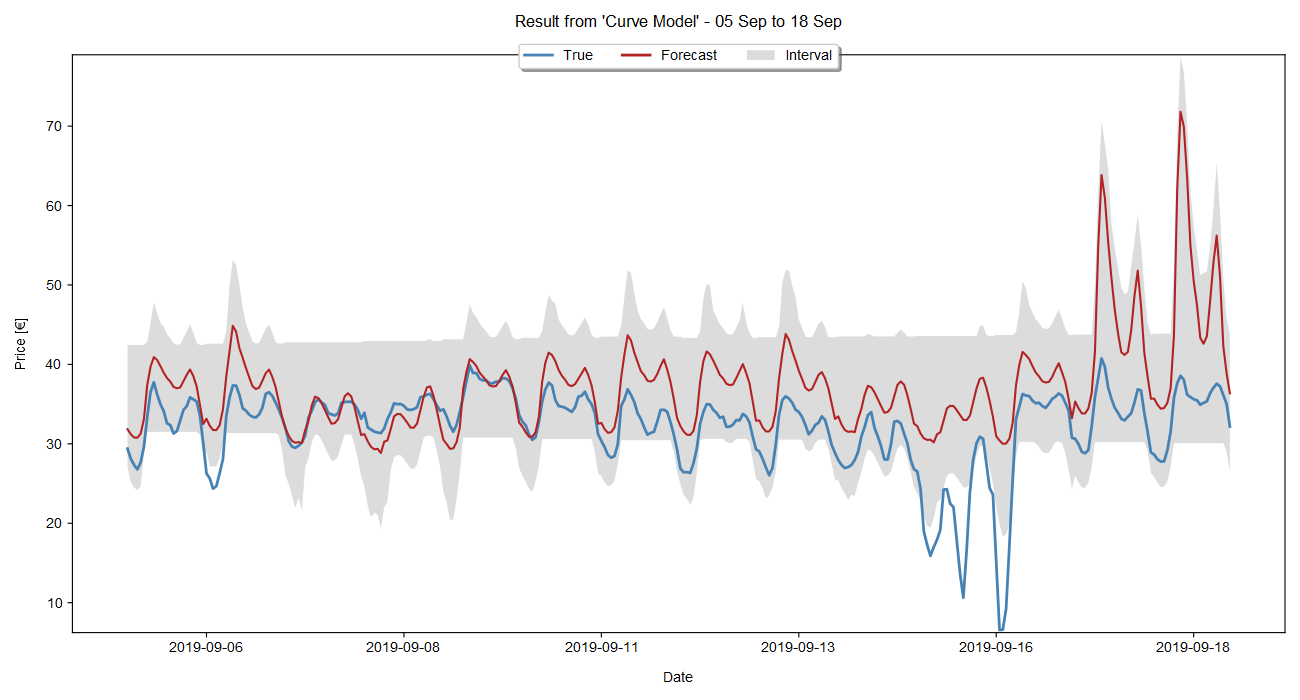 Result from 'Curve Model' - 05 Sep to 18 Sep
True Forecast Interval
Price [€]
70
60
50
40
30
20
10
2019-09-06 2019-09-08 2019-09-11 2019-09-13 2019-09-16 2019-09-18
Date